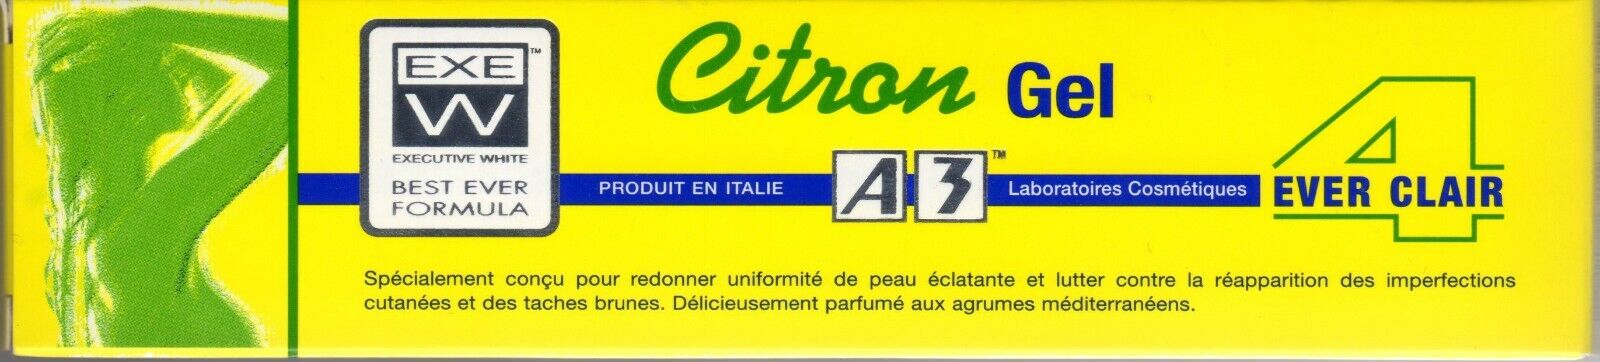 EXE™
W
EXECUTIVE WHITE
BEST EVER
FORMULA
Citron Gel
PRODUIT EN ITALIE
A3™
Laboratoires Cosmétiques
4
EVER CLAIR
Spécialement conçu pour redonner uniformité de peau éclatante et lutter contre la réapparition des imperfections
cutanées et des taches brunes. Délicieusement parfumé aux agrumes méditerranéens.